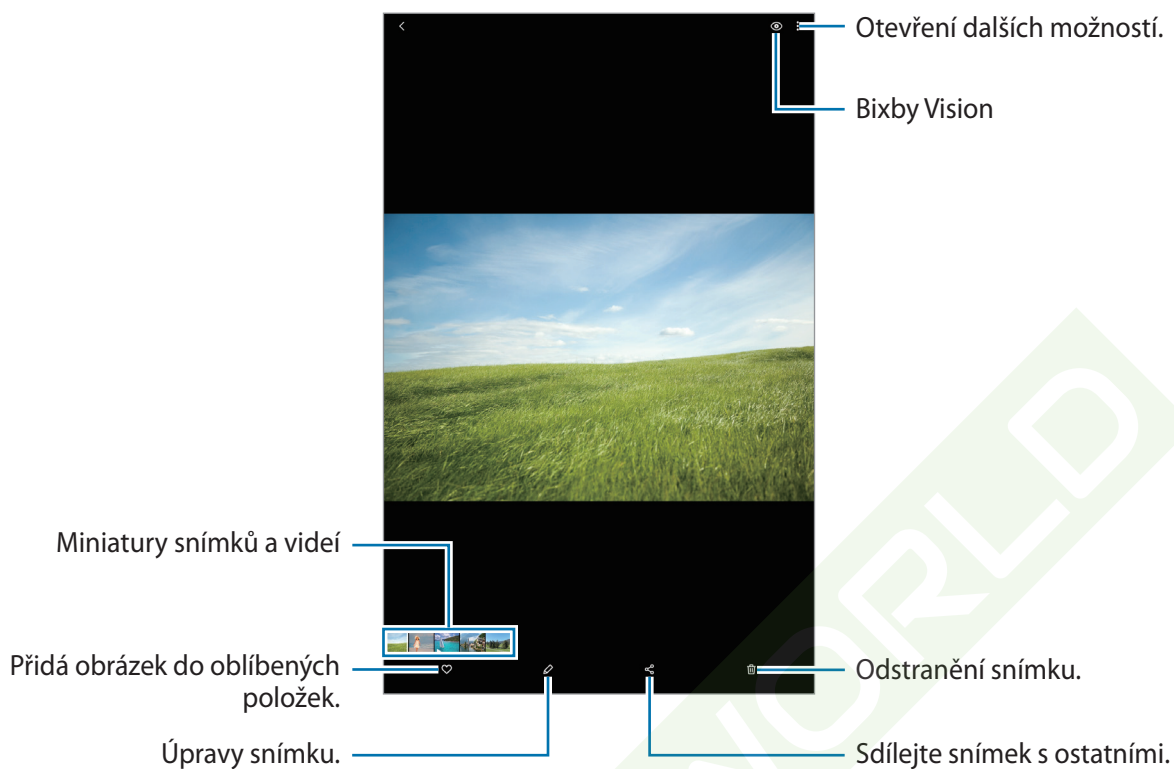 Otevření dalších možností.
Bixby Vision
Miniatury snímků a videí
Přidá obrázek do oblíbených
položek.
Odstranění snímku.
Úpravy snímku.
Sdílejte snímek s ostatními.
WORLD